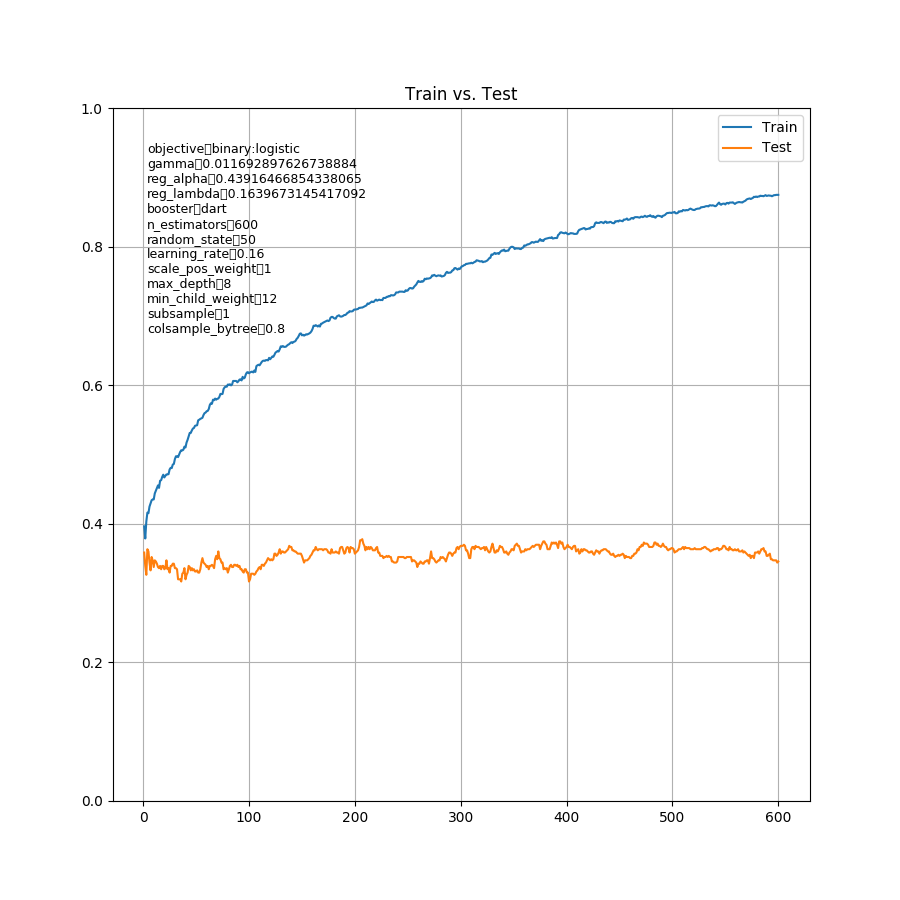 Train vs. Test
1.0
0.8
0.6
0.4
0.2
0.0
objective▯binary:logistic
gamma▯0.011692897626738884
reg_alpha▯0.43916466854338065
reg_lambda▯0.1639673145417092
booster▯dart
n_estimators▯600
random_state▯50
learning_rate▯0.16
scale_pos_weight▯1
max_depth▯8
min_child_weight▯12
subsample▯1
colsample_bytree▯0.8
Train
Test
0 100 200 300 400 500 600